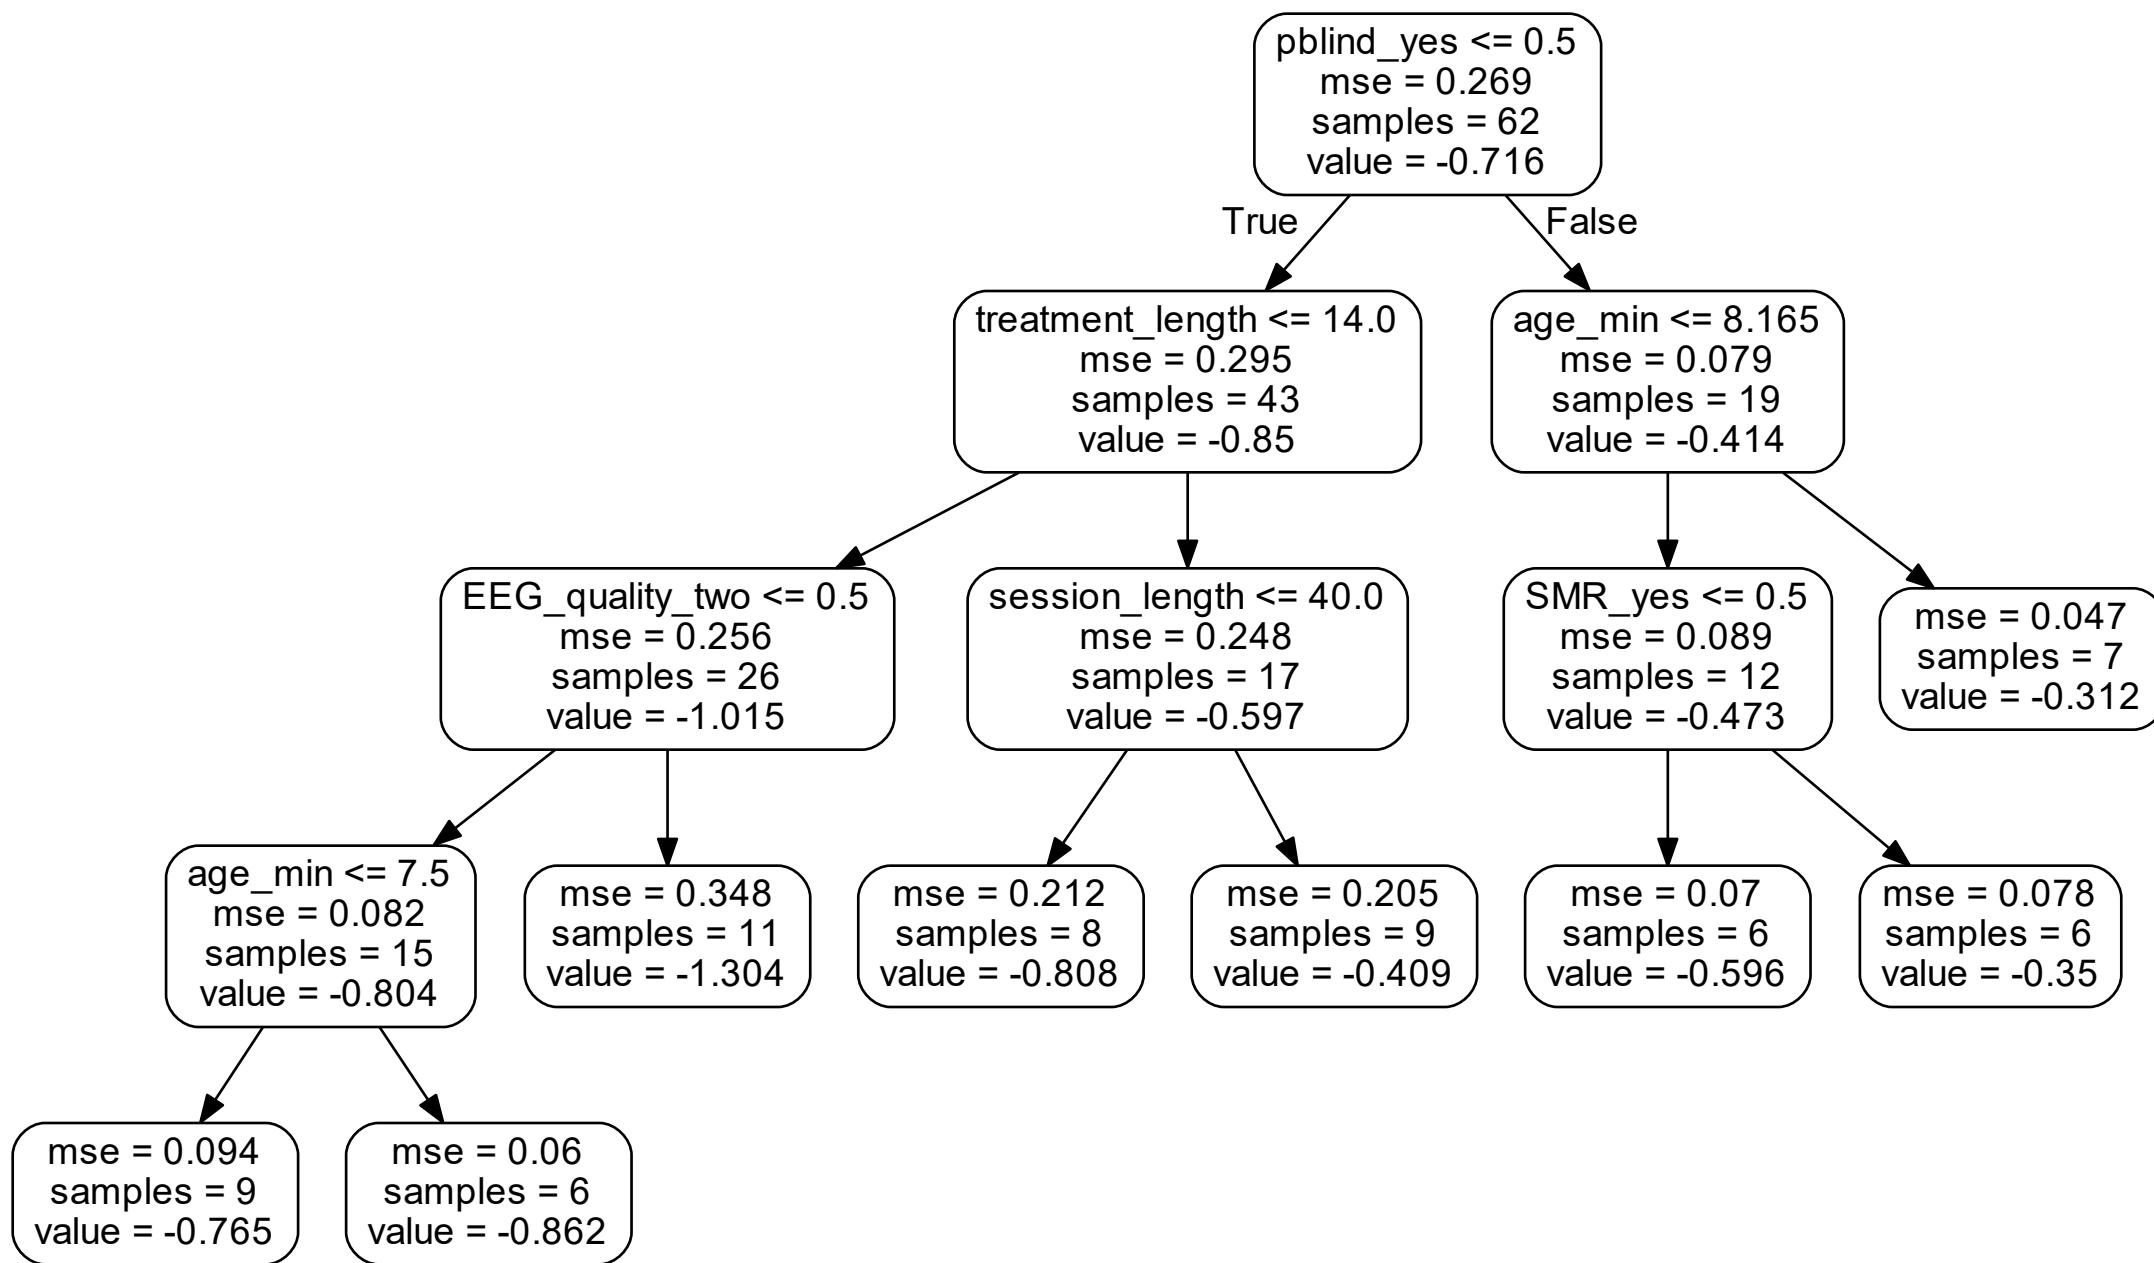 pblind_yes <= 0.5
mse = 0.269
samples = 62
value = -0.716
True
False
treatment_length <= 14.0
mse = 0.295
samples = 43
value = -0.85
age_min <= 8.165
mse = 0.079
samples = 19
value = -0.414
EEG_quality_two <= 0.5
mse = 0.256
samples = 26
value = -1.015
session_length <= 40.0
mse = 0.248
samples = 17
value = -0.597
SMR_yes <= 0.5
mse = 0.089
samples = 12
value = -0.473
mse = 0.047
samples = 7
value = -0.312
age_min <= 7.5
mse = 0.082
samples = 15
value = -0.804
mse = 0.348
samples = 11
value = -1.304
mse = 0.212
samples = 8
value = -0.808
mse = 0.205
samples = 9
value = -0.409
mse = 0.07
samples = 6
value = -0.596
mse = 0.078
samples = 6
value = -0.35
mse = 0.094
samples = 9
value = -0.765
mse = 0.06
samples = 6
value = -0.862